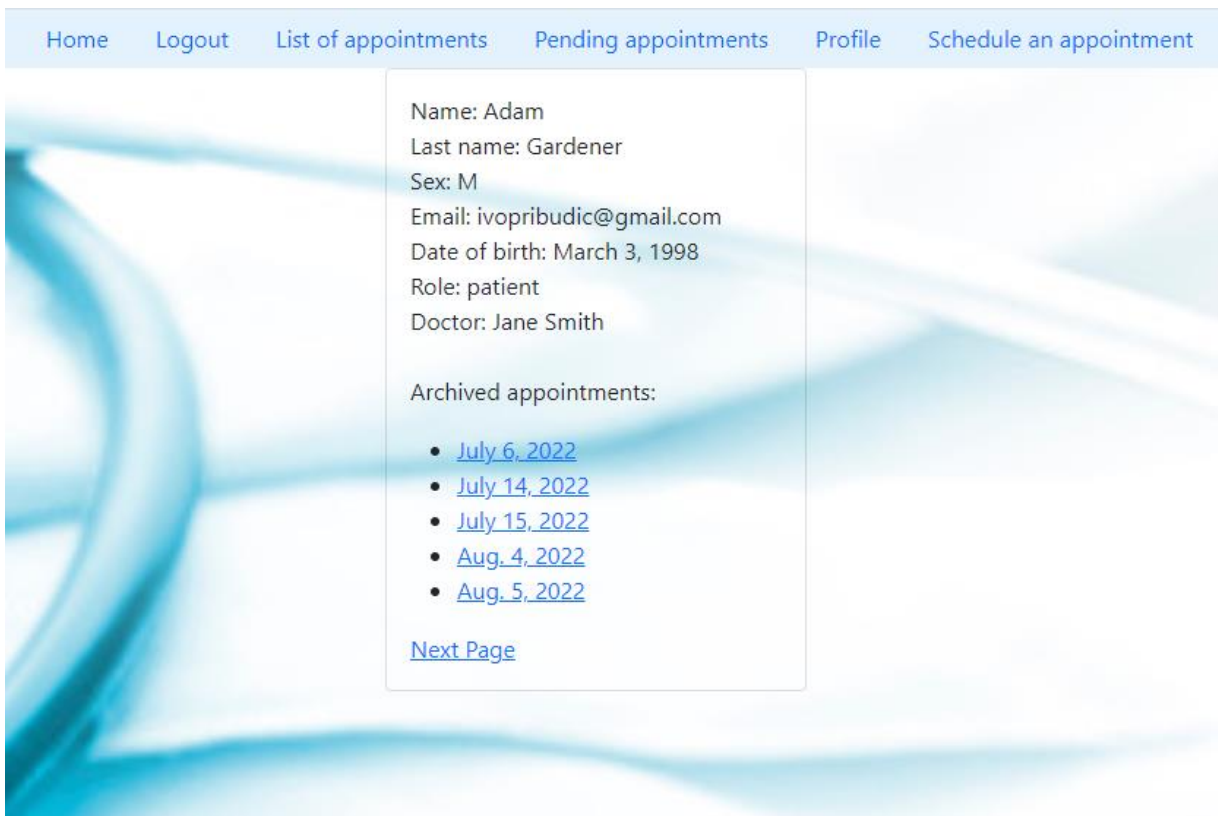 Home Logout List of appointments Pending appointments Profile Schedule an appointment
Name: Adam
Last name: Gardener
Sex: M
Email: ivopribudic@gmail.com
Date of birth: March 3, 1998
Role: patient
Doctor: Jane Smith
Archived appointments:
July 6, 2022
July 14, 2022
July 15, 2022
Aug. 4, 2022
Aug. 5, 2022
Next Page